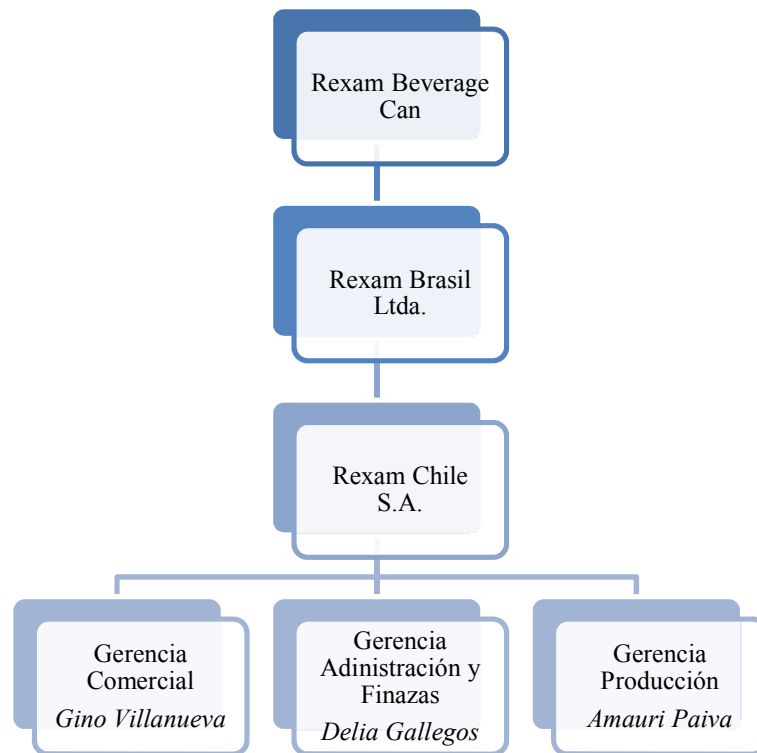 Rexam Beverage
Can
Rexam Brasil
Ltda.
Rexam Chile
S.A.
Gerencia
Comercial
Gino Villanueva
Gerencia
Adinistración y
Finazas
Delia Gallegos
Gerencia
Producción
Amauri Paiva